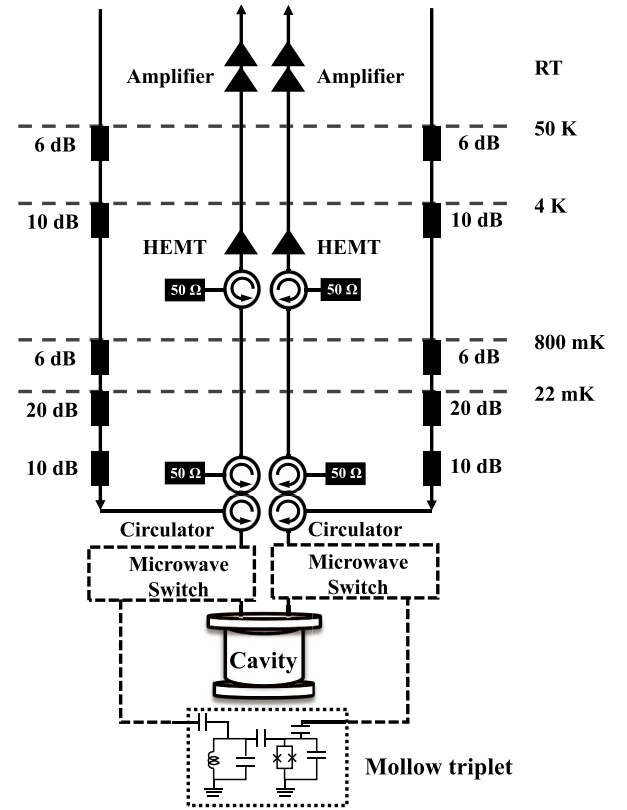 RT
Amplifier Amplifier
50 K
6 dB 6 dB
4 K
10 dB 10 dB
HEMT HEMT
50 Ω 50 Ω
800 mK
6 dB 6 dB
22 mK
20 dB 20 dB
10 dB 50 Ω 50 Ω 10 dB
Circulator Circulator
Microwave
Switch
Microwave
Switch
Cavity
Mollow triplet